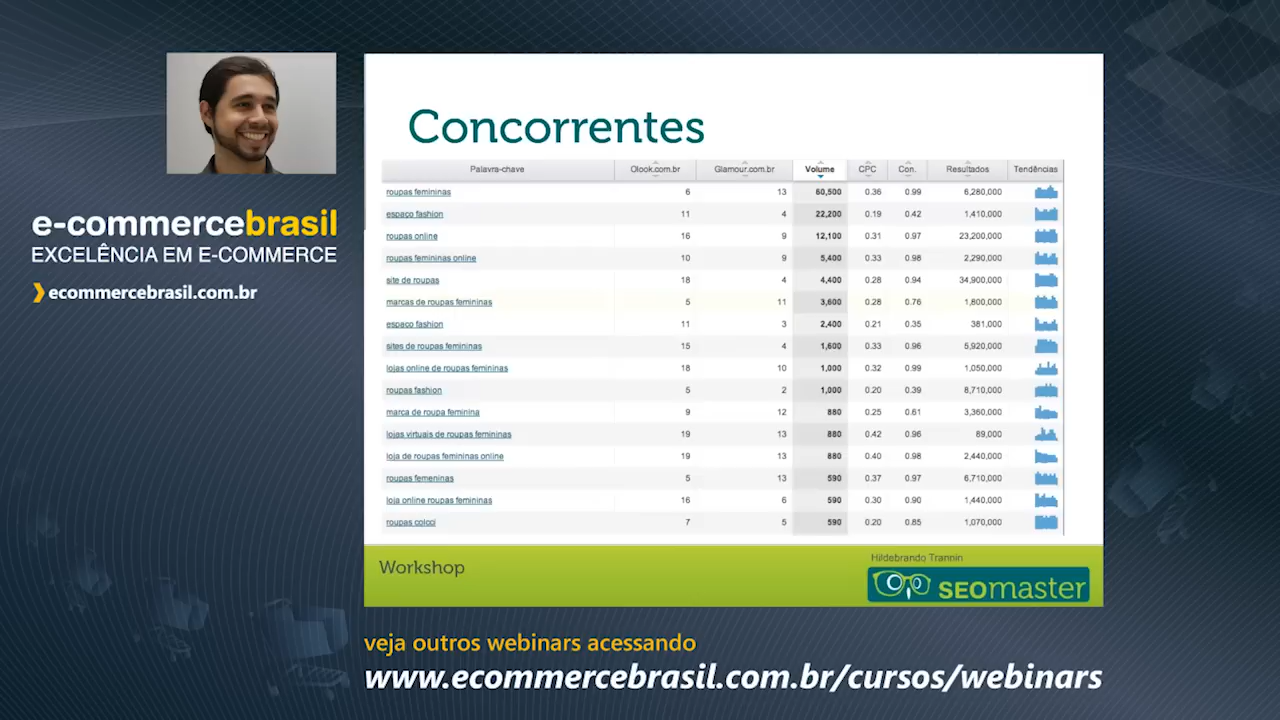 e-commercebrasil
EXCELÊNCIA EM E-COMMERCE
ecommercebrasil.com.br
Concorrentes
Palavra-chave Olook.com.br Glamour.com.br Volume CPC Con. Resultados Tendências
roupas femininas 6 13 60,500 0.36 0.99 6,280,000
espaço fashion 11 4 22,200 0.19 0.42 1,410,000
roupas online 16 9 12,100 0.31 0.97 23,200,000
roupas femininas online 10 9 5,400 0.33 0.98 2,290,000
site de roupas 18 4 4,400 0.28 0.94 34,900,000
marcas de roupas femininas 5 11 3,600 0.28 0.76 1,800,000
espaco fashion 11 3 2,400 0.21 0.35 381,000
sites de roupas femininas 15 4 1,600 0.33 0.96 5,920,000
lojas online de roupas femininas 18 10 1,000 0.32 0.99 1,050,000
roupas fashion 5 2 1,000 0.20 0.39 8,710,000
marca de roupa feminina 9 12 880 0.25 0.61 3,360,000
lojas virtuais de roupas femininas 19 13 880 0.42 0.96 89,000
loja de roupas femininas online 19 13 880 0.40 0.98 2,440,000
roupas femeninas 5 13 590 0.37 0.97 6,710,000
loja online roupas femininas 16 6 590 0.30 0.90 1,440,000
roupas colcci 7 5 590 0.20 0.85 1,070,000
Workshop
Hildebrando Trannin
SEOmaster
veja outros webinars acessando
www.ecommercebrasil.com.br/cursos/webinars